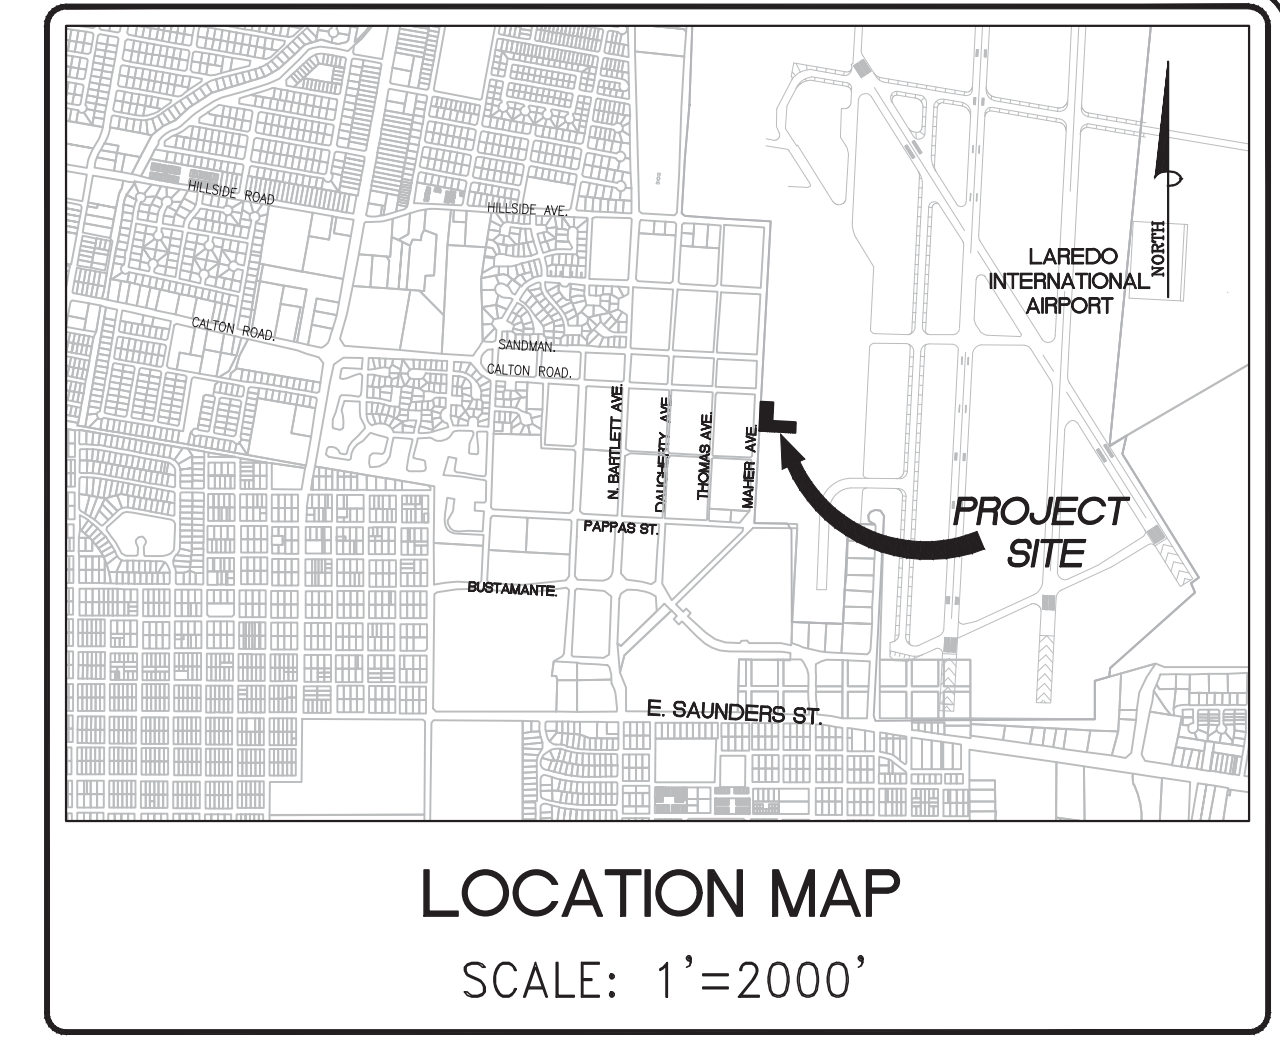 HILLSIDE ROAD
HILLSIDE AVE.
NORTH
LAREDO
INTERNATIONAL
AIRPORT
CALTON ROAD.
SANDMAN.
CALTON ROAD.
N. BARTLETT AVE.
DAUGHERTY AVE
THOMAS AVE.
MAHER AVE.
PROJECT
SITE
PAPPAS ST.
BUSTAMANTE.
E. SAUNDERS ST.
LOCATION MAP
SCALE: 1'=2000'